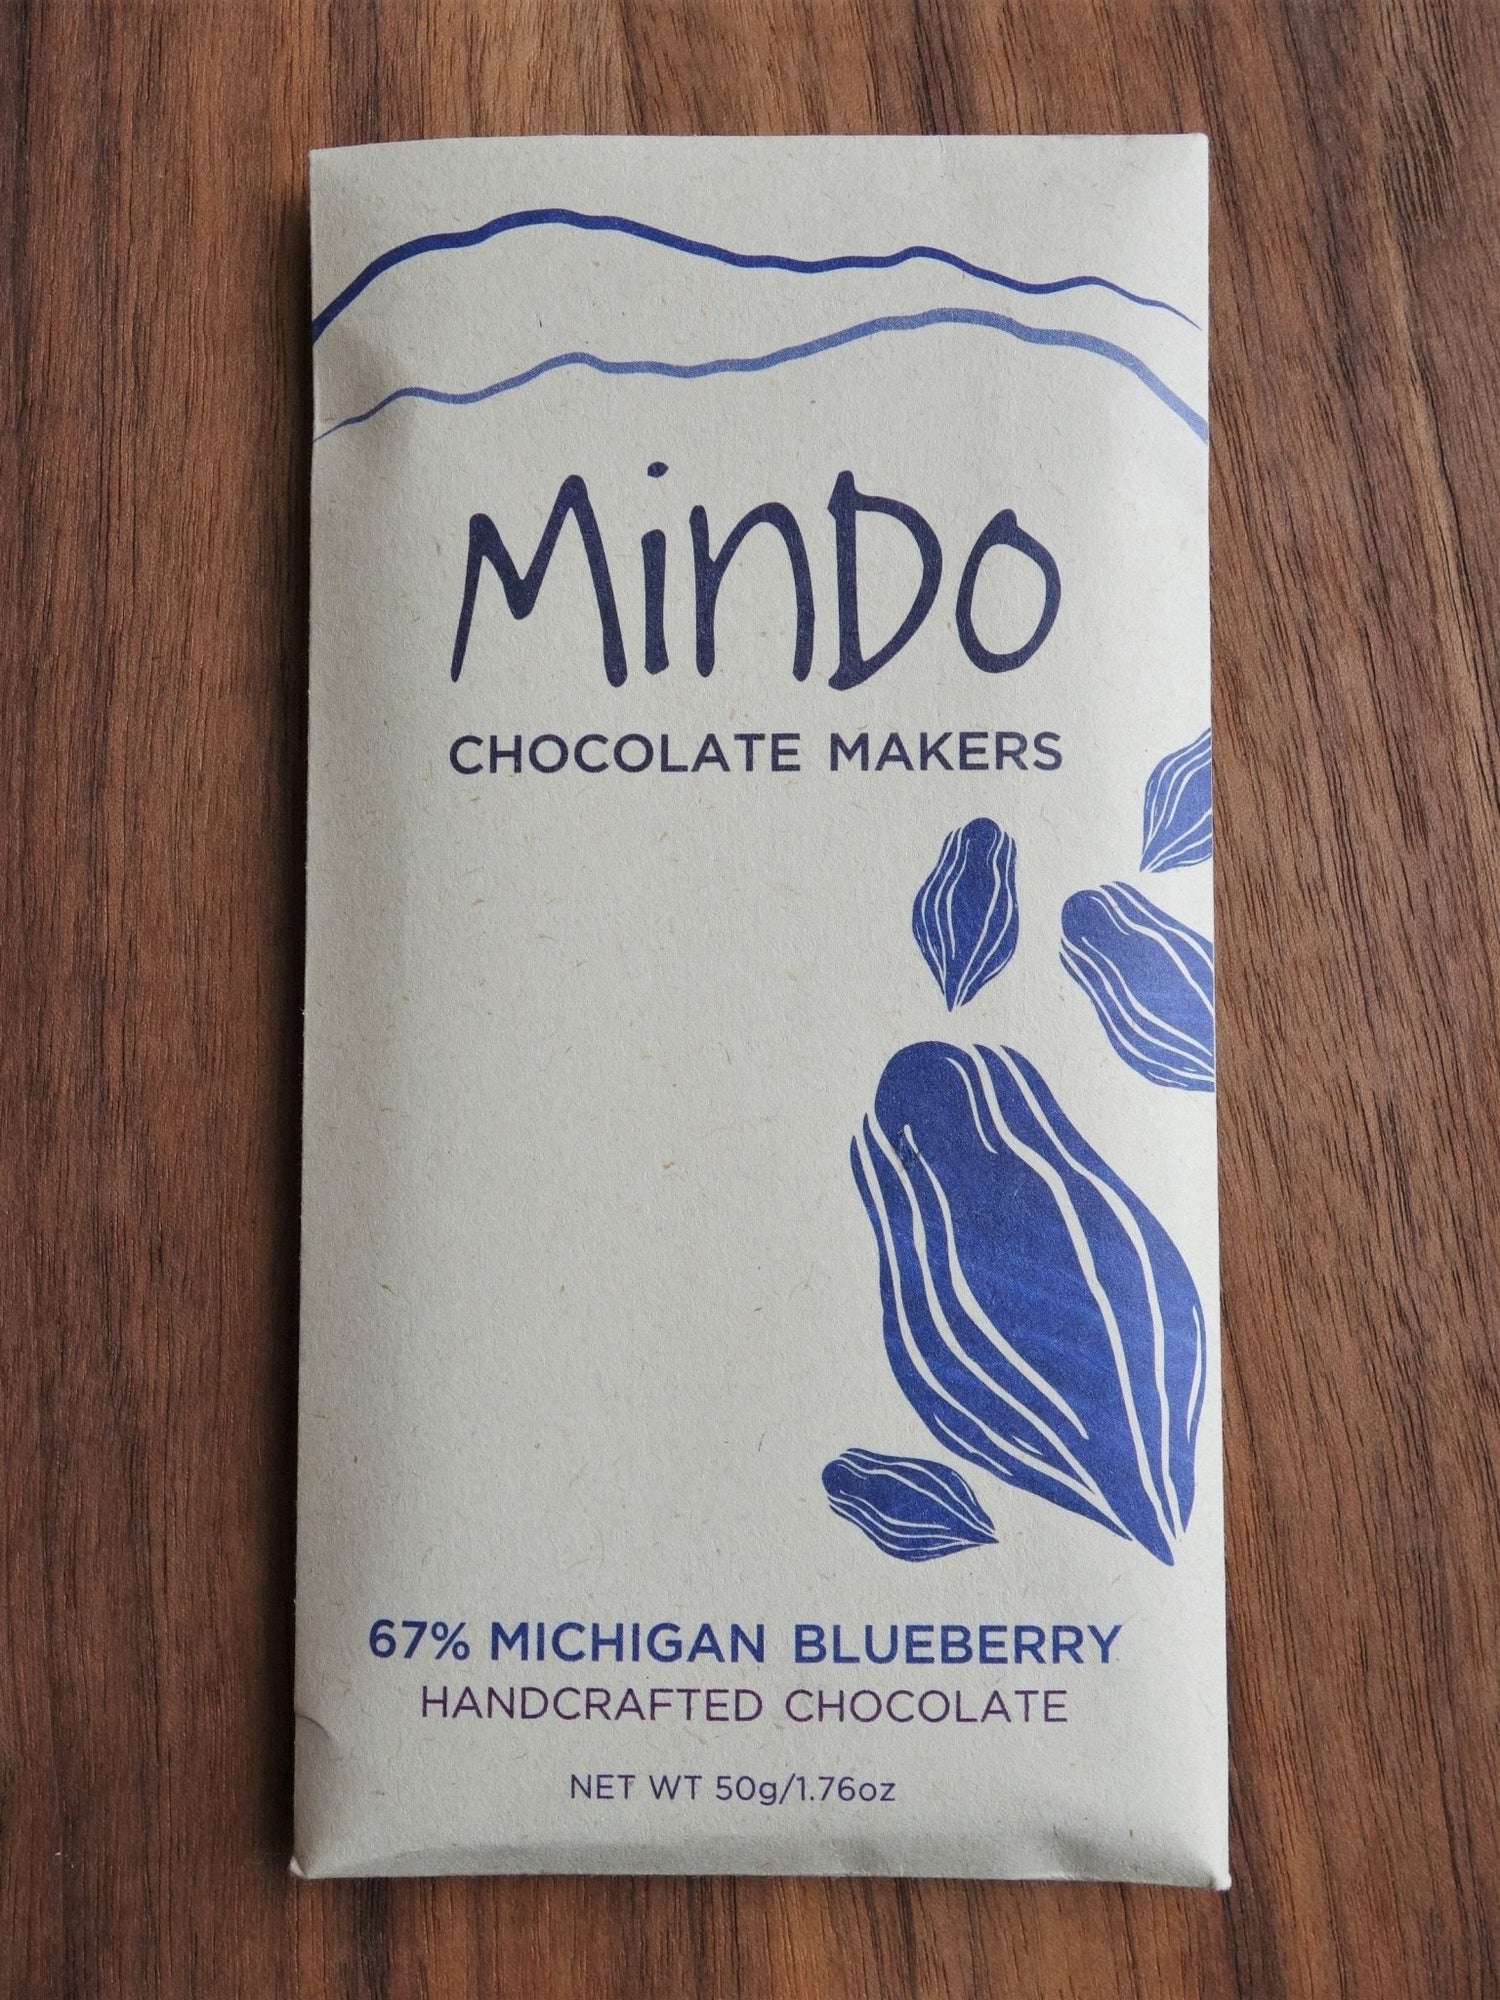 MinDo
CHOCOLATE MAKERS
67% MICHIGAN BLUEBERRY
HANDCRAFTED CHOCOLATE
NET WT 50g/1.76oz